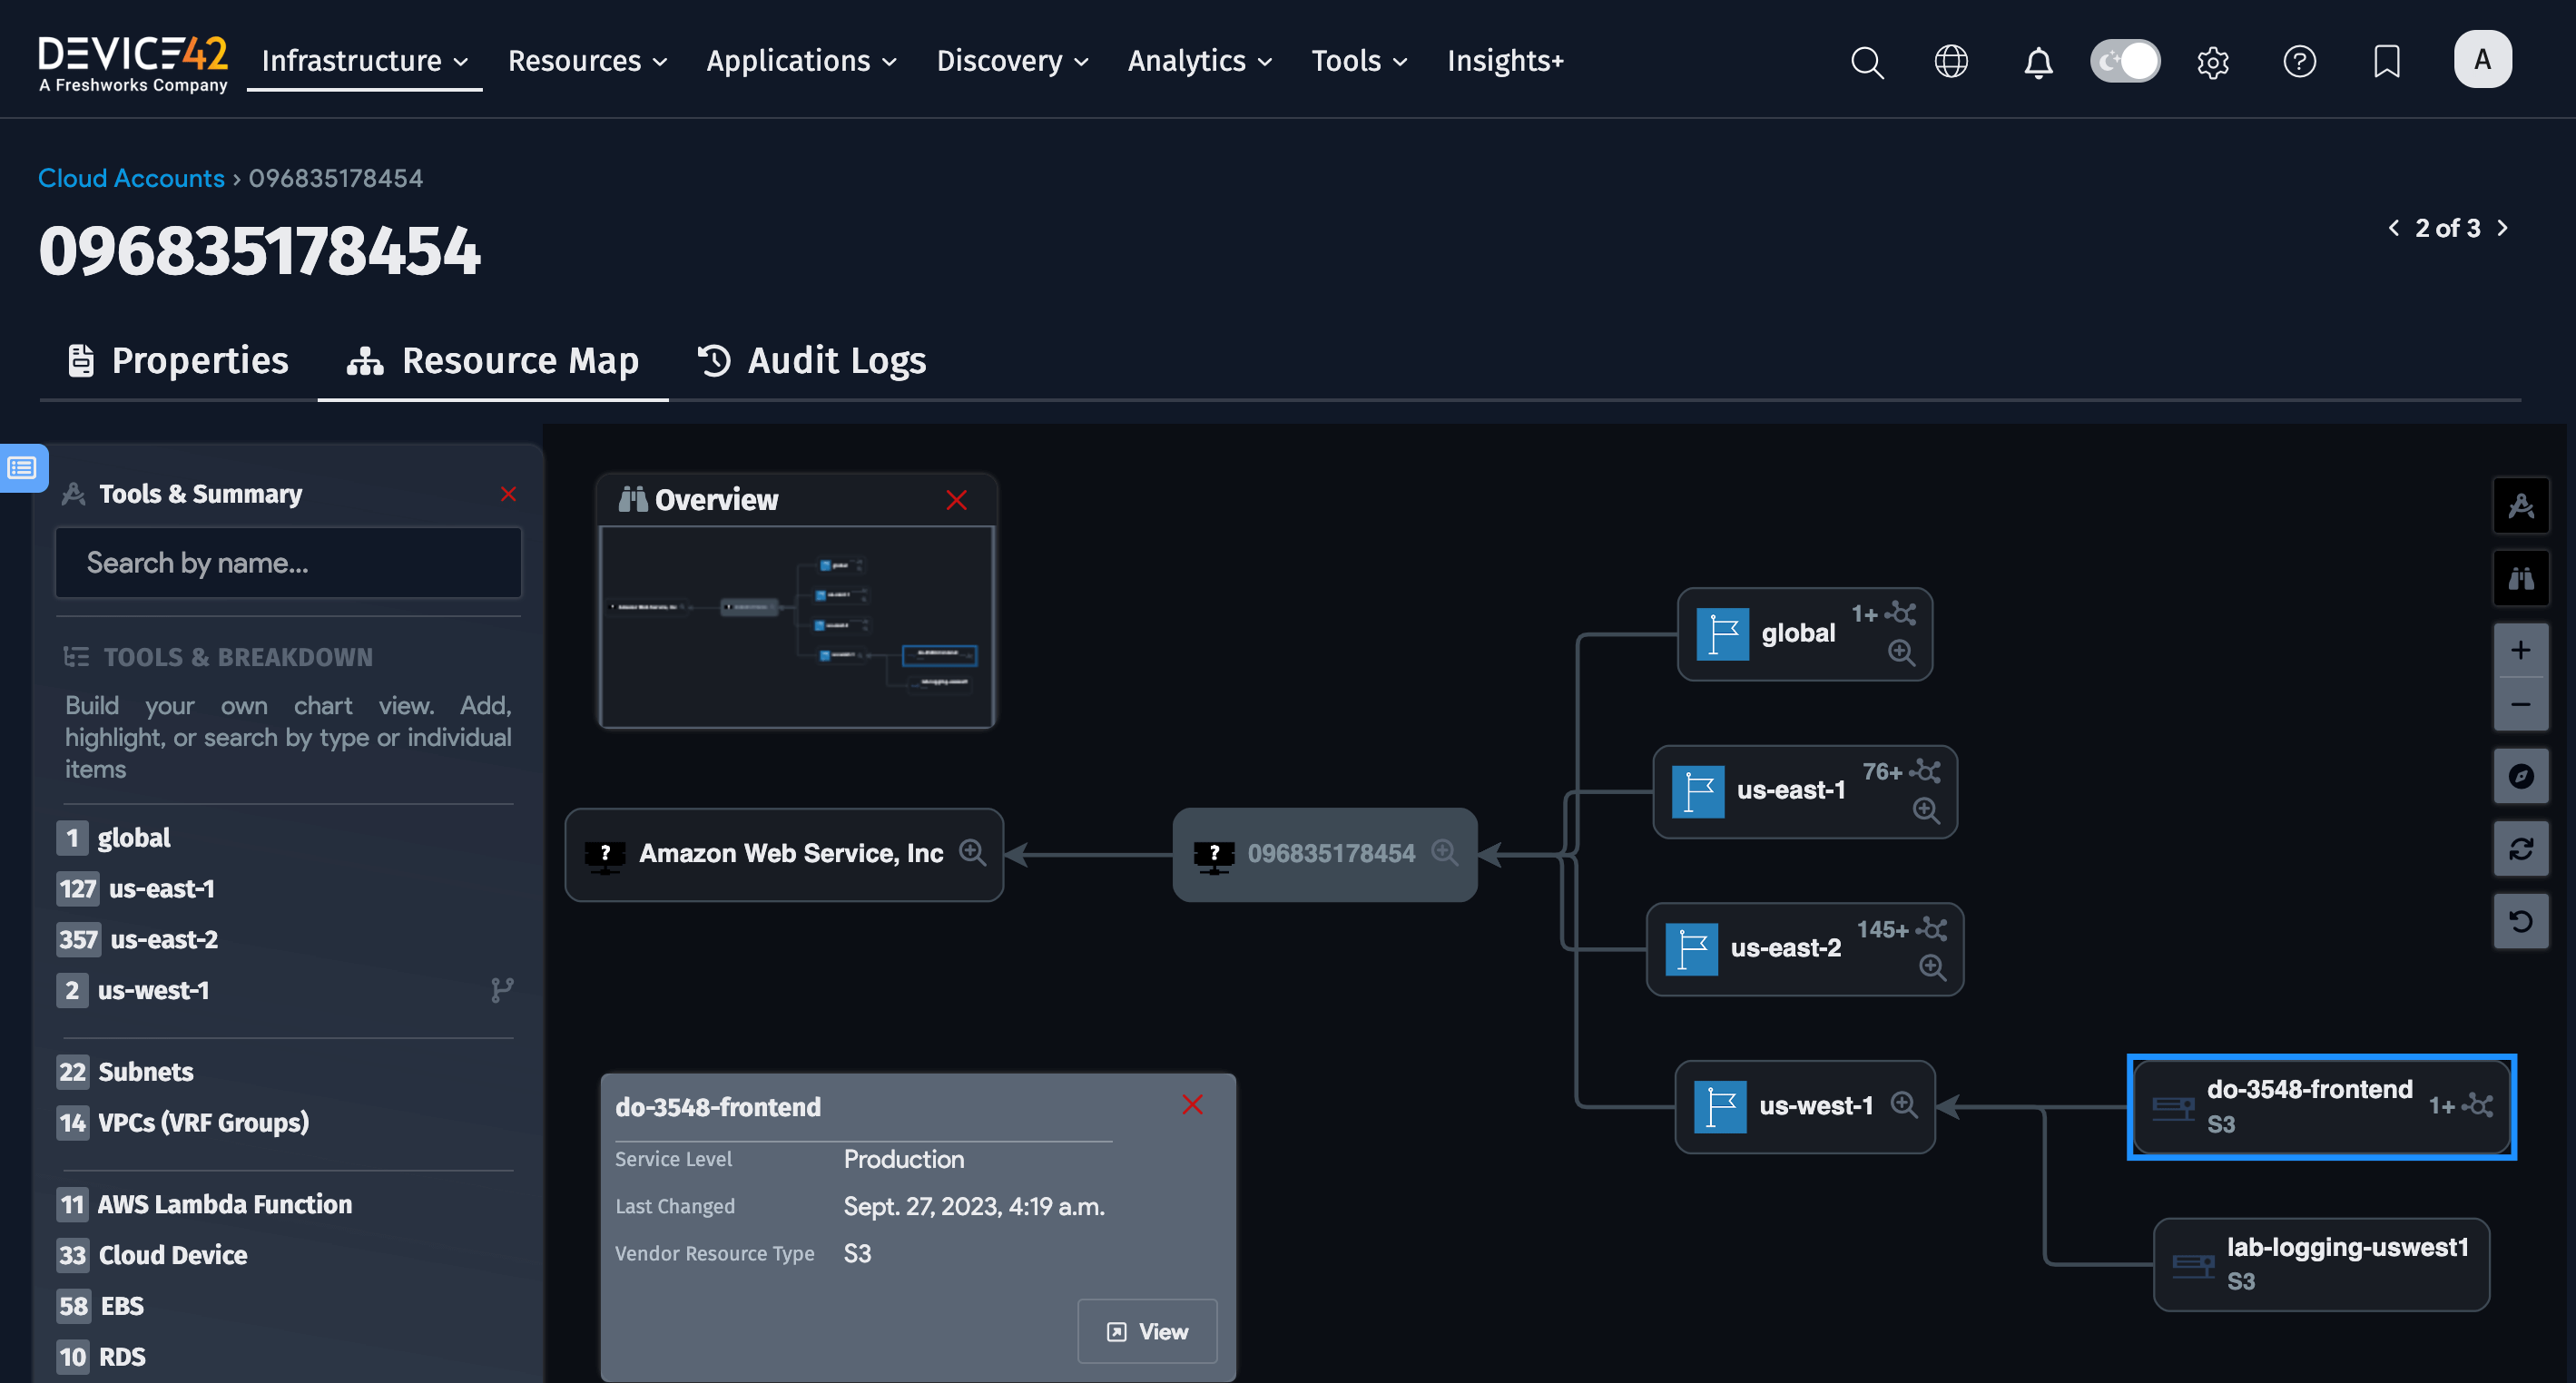 DEVICE42
A Freshworks Company
Infrastructure
Resources
Applications
Discovery
Analytics
Tools
Insights+
A
Cloud Accounts › 096835178454
096835178454
2 of 3
Properties
Resource Map
Audit Logs
Tools & Summary
Search by name...
TOOLS & BREAKDOWN
Build your own chart view. Add,
highlight, or search by type or individual
items
1 global
127 us-east-1
357 us-east-2
2 us-west-1
22 Subnets
14 VPCs (VRF Groups)
11 AWS Lambda Function
33 Cloud Device
58 EBS
10 RDS
Overview
? Amazon Web Service, Inc
? 096835178454
global 1+
us-east-1 76+
us-east-2 145+
us-west-1
do-3548-frontend
S3
1+
lab-logging-uswest1
S3
do-3548-frontend
Service Level Production
Last Changed Sept. 27, 2023, 4:19 a.m.
Vendor Resource Type S3
View